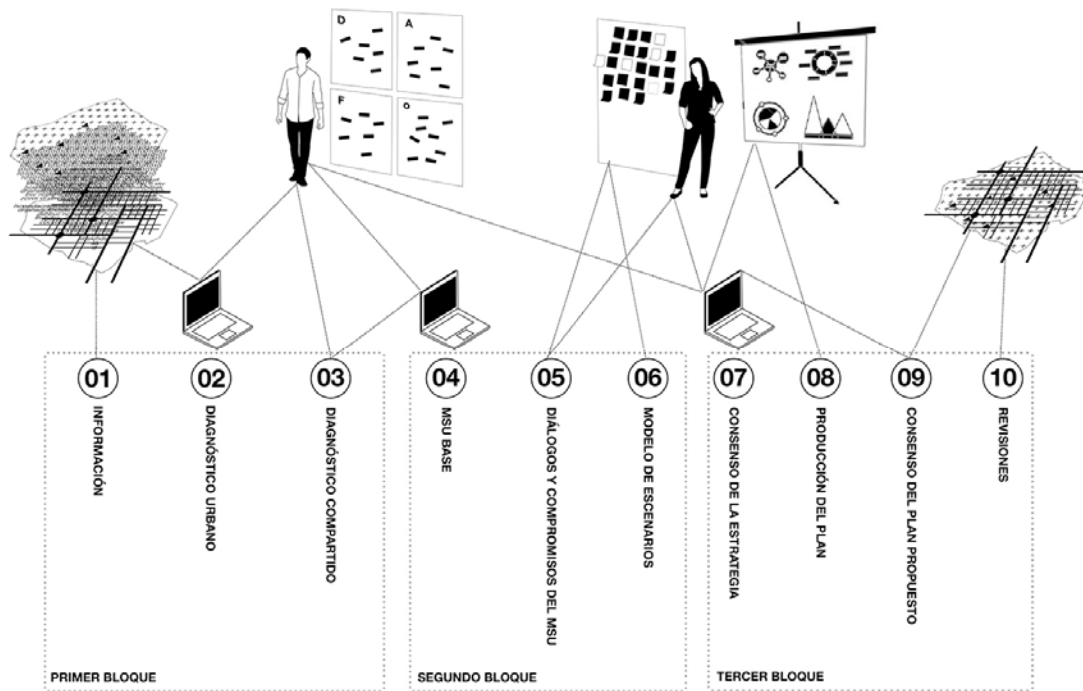 D
A
F
O
01
02
03
04
05
06
07
08
09
10
INFORMACIÓN
DIAGNÓSTICO URBANO
DIAGNÓSTICO COMPARTIDO
MSU BASE
DIÁLOGOS Y COMPROMISOS DEL MSU
MODELO DE ESCENARIOS
CONSENSO DE LA ESTRATEGIA
PRODUCCIÓN DEL PLAN
CONSENSO DEL PLAN PROPUESTO
REVISIONES
PRIMER BLOQUE
SEGUNDO BLOQUE
TERCER BLOQUE